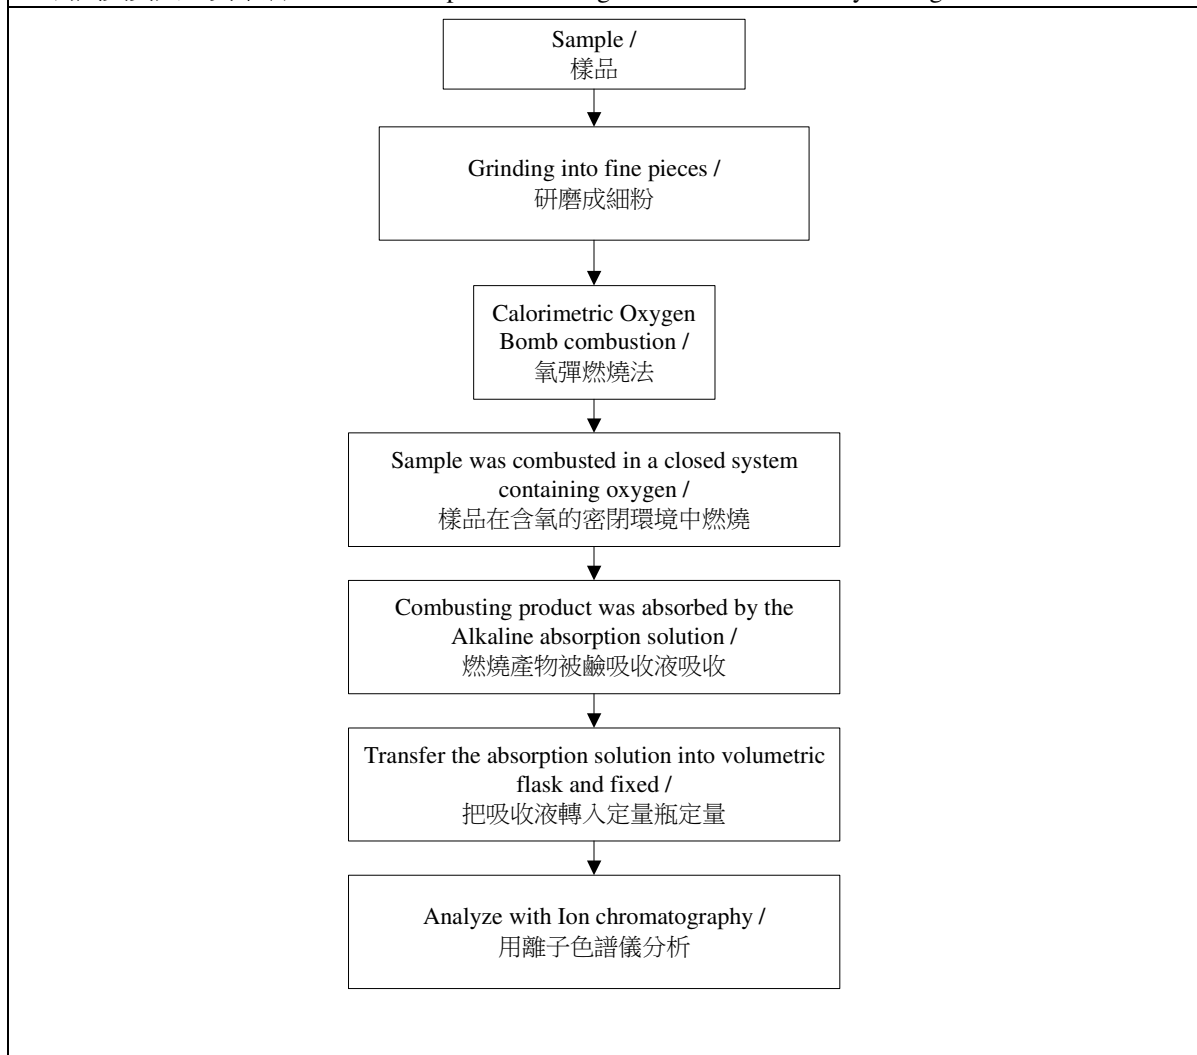 Sample /
樣品
Grinding into fine pieces /
研磨成細粉
Calorimetric Oxygen
Bomb combustion /
氧彈燃燒法
Sample was combusted in a closed system
containing oxygen /
樣品在含氧的密閉環境中燃燒
Combusting product was absorbed by the
Alkaline absorption solution /
燃燒產物被鹼吸收液吸收
Transfer the absorption solution into volumetric
flask and fixed /
把吸收液轉入定量瓶定量
Analyze with Ion chromatography /
用離子色譜儀分析